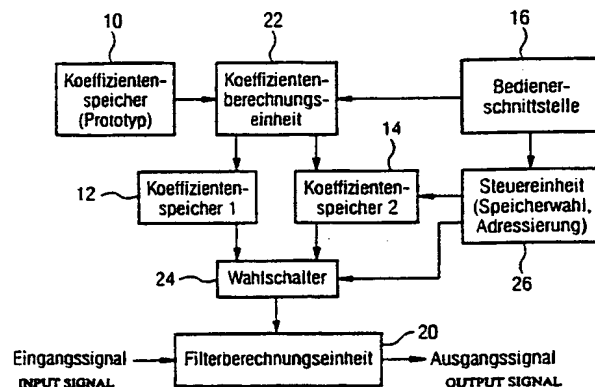 10
22
16
Koeffizienten-
speicher
(Prototyp)
Koeffizienten-
berechnungs-
einheit
Bediener-
schnittstelle
14
12
Koeffizienten-
speicher 1
Koeffizienten-
speicher 2
Steuereinheit
(Speicherwahl,
Adressierung)
24
Wahlschalter
26
20
Eingangssignal
Filterberechnungseinheit
Ausgangssignal
INPUT SIGNAL
OUTPUT SIGNAL